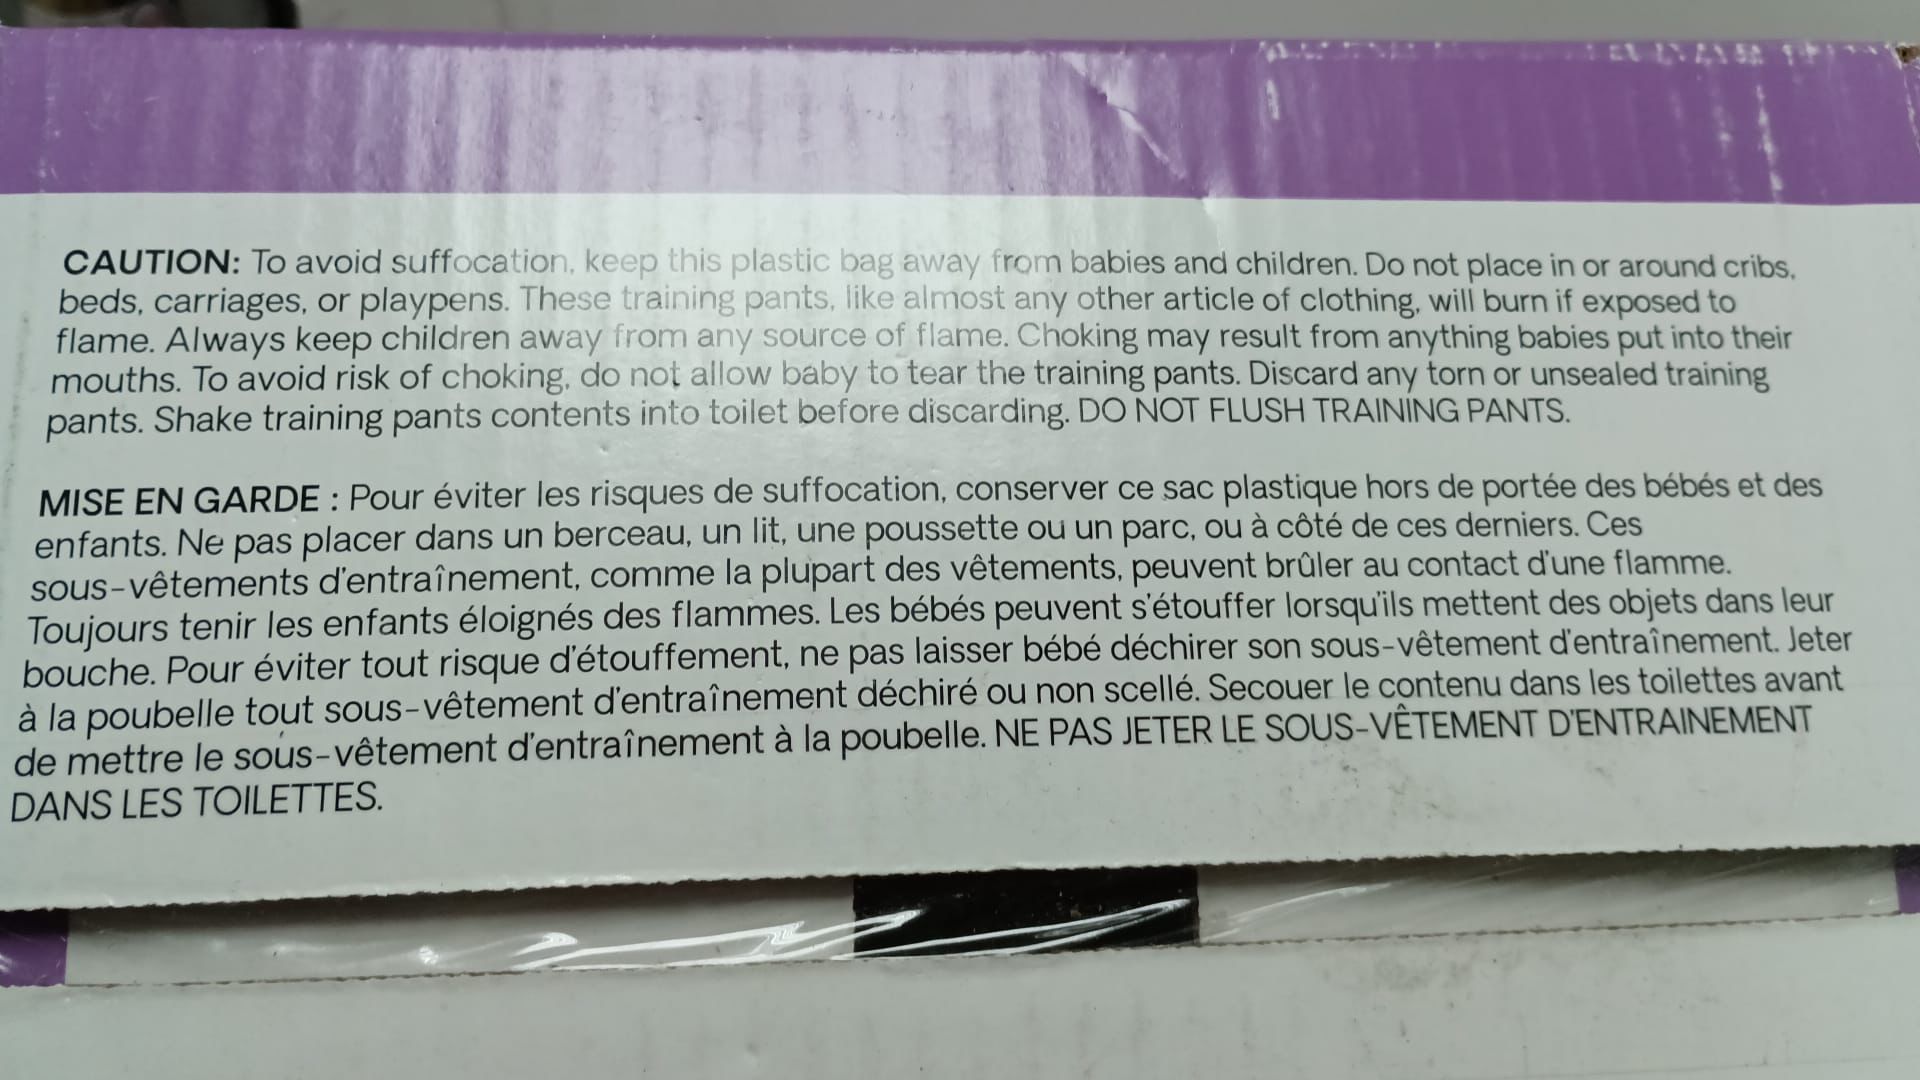 CAUTION: To avoid suffocation, keep this plastic bag away from babies and children. Do not place in or around cribs,
beds, carriages, or playpens. These training pants, like almost any other article of clothing, will burn if exposed to
flame. Always keep children away from any source of flame. Choking may result from anything babies put into their
mouths. To avoid risk of choking, do not allow baby to tear the training pants. Discard any torn or unsealed training
pants. Shake training pants contents into toilet before discarding. DO NOT FLUSH TRAINING PANTS.
MISE EN GARDE : Pour éviter les risques de suffocation, conserver ce sac plastique hors de portée des bébés et des
enfants. Ne pas placer dans un berceau, un lit, une poussette ou un parc, ou à côté de ces derniers. Ces
sous-vêtements d'entraînement, comme la plupart des vêtements, peuvent brûler au contact d'une flamme.
Toujours tenir les enfants éloignés des flammes. Les bébés peuvent s'étouffer lorsqu'ils mettent des objets dans leur
bouche. Pour éviter tout risque d'étouffement, ne pas laisser bébé déchirer son sous-vêtement d'entraînement. Jeter
à la poubelle tout sous-vêtement d'entraînement déchiré ou non scellé. Secouer le contenu dans les toilettes avant
de mettre le sous-vêtement d'entraînement à la poubelle. NE PAS JETER LE SOUS-VÊTEMENT D'ENTRAINEMENT
DANS LES TOILETTES.